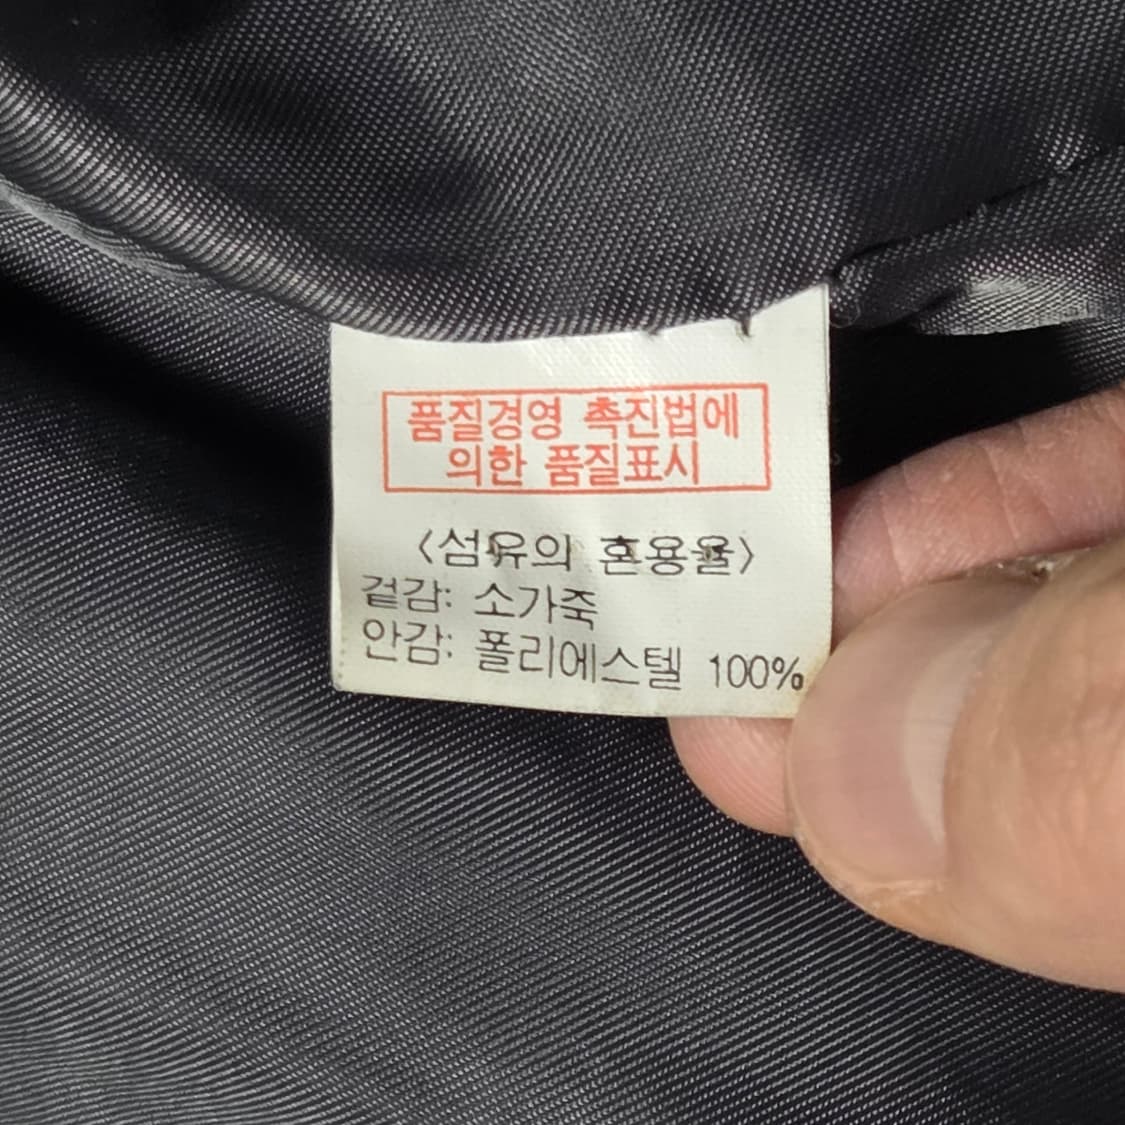 품질경영 촉진법에
의한 품질표시
<섬유의 혼용율>
겉감: 소가죽
안감: 폴리에스텔 100%